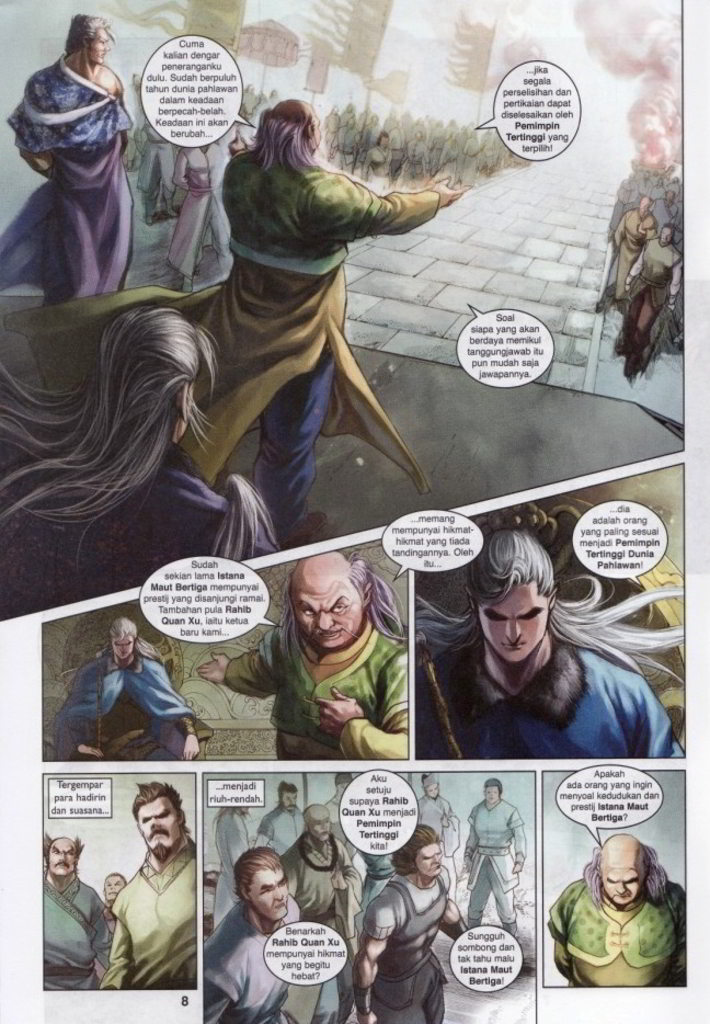 Cuma
kalian dengar
peneranganku
dulu. Sudah berpuluh
tahun dunia pahlawan
dalam keadaan
berpecah-belah.
Keadaan ini akan
berubah...
...jika
segala
perselisihan dan
pertikaian dapat
diselesaikan oleh
Pemimpin
Tertinggi yang
terpilih!
Soal
siapa yang akan
berdaya memikul
tanggungjawab itu
pun mudah saja
jawapannya.
Sudah
sekian lama Istana
Maut Bertiga mempunyai
prestij yang disanjungi ramai.
Tambahan pula Rahib
Quan Xu, iaitu ketua
baru kami...
...memang
mempunyai hikmat-
hikmat yang tiada
tandingannya. Oleh
itu...
...dia
adalah orang
yang paling sesuai
menjadi Pemimpin
Tertinggi Dunia
Pahlawan!
Tergempar
para hadirin
dan suasana...
...menjadi
riuh-rendah.
Aku
setuju
supaya Rahib
Quan Xu menjadi
Pemimpin
Tertinggi
kita!
Benarkah
Rahib Quan Xu
mempunyai hikmat
yang begitu
hebat?
Sungguh
sombong dan
tak tahu malu
Istana Maut
Bertiga!
Apakah
ada orang yang ingin
menyoal kedudukan dan
prestij Istana Maut
Bertiga?
8